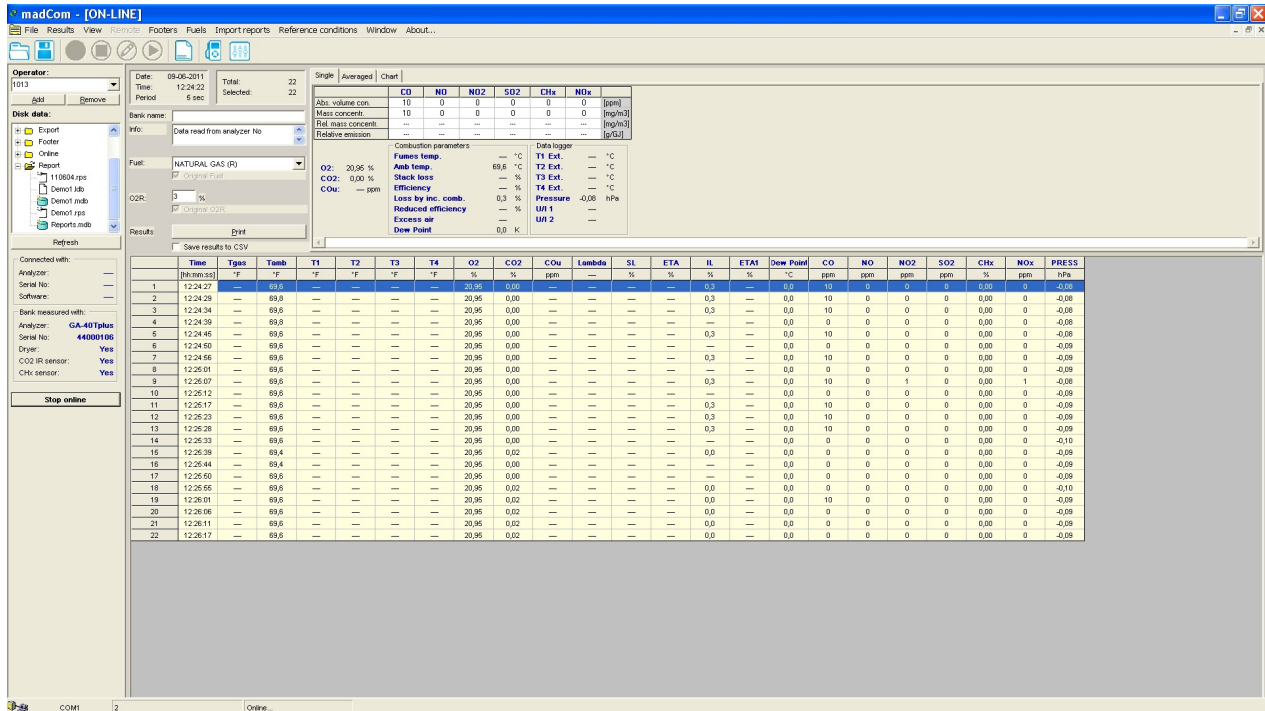 madCom - [ON-LINE]
File Results View Remote Footers Fuels Import reports Reference conditions Window About...
Operator:
1013
Add Remove
Disk data:
Export
Footer
Online
Report
110604.rps
Demo1.ldb
Demo1.mdb
Demo1.rps
Reports.mdb
Refresh
Connected with:
Analyzer: —
Serial No: —
Software: —
Bank measured with:
Analyzer: GA-40Tplus
Serial No: 44000106
Dryer: Yes
CO2 IR sensor: Yes
CHx sensor: Yes
Stop online
Date: 09-06-2011
Time: 12:24:22
Period 5 sec
Total: 22
Selected: 22
Bank name:
Info: Data read from analyzer No
Fuel: NATURAL GAS (R)
Original Fuel
O2R: 3 %
Original O2R
Results Print
Save results to CSV
Single Averaged Chart
CO NO NO2 SO2 CHx NOx
Abs. volume con. 10 0 0 0 0 0 [ppm]
Mass concentr. 10 0 0 0 0 0 [mg/m3]
Rel. mass concentr. --- --- --- --- --- --- [mg/m3]
Relative emission --- --- --- --- --- --- [g/GJ]
O2: 20,95 %
CO2: 0,00 %
COu: — ppm
Combustion parameters
Fumes temp. — °C
Amb temp. 69,6 °C
Stack loss — %
Efficiency — %
Loss by inc. comb. 0,3 %
Reduced efficiency — %
Excess air —
Dew Point 0,0 K
Data logger
T1 Ext. — °C
T2 Ext. — °C
T3 Ext. — °C
T4 Ext. — °C
Pressure -0,08 hPa
U/I 1 —
U/I 2 —
Time Tgas Tamb T1 T2 T3 T4 O2 CO2 COu Lambda SL ETA IL ETA1 Dew Point CO NO NO2 SO2 CHx NOx PRESS
[hh:mm:ss] °F °F °F °F °F °F % % ppm — % % % % °C ppm ppm ppm ppm % ppm hPa
1 12:24:27 — 69,6 — — — — 20,95 0,00 — — — — 0,3 — 0,0 10 0 0 0 0,00 0 -0,08
2 12:24:29 — 69,8 — — — — 20,95 0,00 — — — — 0,3 — 0,0 10 0 0 0 0,00 0 -0,08
3 12:24:34 — 69,6 — — — — 20,95 0,00 — — — — 0,3 — 0,0 10 0 0 0 0,00 0 -0,08
4 12:24:39 — 69,8 — — — — 20,95 0,00 — — — — — — 0,0 0 0 0 0 0,00 0 -0,08
5 12:24:45 — 69,6 — — — — 20,95 0,00 — — — — 0,3 — 0,0 10 0 0 0 0,00 0 -0,08
6 12:24:50 — 69,6 — — — — 20,95 0,00 — — — — — — 0,0 0 0 0 0 0,00 0 -0,09
7 12:24:56 — 69,6 — — — — 20,95 0,00 — — — — 0,3 — 0,0 10 0 0 0 0,00 0 -0,09
8 12:25:01 — 69,6 — — — — 20,95 0,00 — — — — — — 0,0 0 0 0 0 0,00 0 -0,09
9 12:25:07 — 69,6 — — — — 20,95 0,00 — — — — 0,3 — 0,0 10 0 1 0 0,00 1 -0,08
10 12:25:12 — 69,6 — — — — 20,95 0,00 — — — — — — 0,0 0 0 0 0 0,00 0 -0,09
11 12:25:17 — 69,6 — — — — 20,95 0,00 — — — — 0,3 — 0,0 10 0 0 0 0,00 0 -0,09
12 12:25:23 — 69,6 — — — — 20,95 0,00 — — — — 0,3 — 0,0 10 0 0 0 0,00 0 -0,09
13 12:25:28 — 69,6 — — — — 20,95 0,00 — — — — 0,3 — 0,0 10 0 0 0 0,00 0 -0,09
14 12:25:33 — 69,6 — — — — 20,95 0,00 — — — — — — 0,0 0 0 0 0 0,00 0 -0,10
15 12:25:39 — 69,4 — — — — 20,95 0,02 — — — — 0,0 — 0,0 0 0 0 0 0,00 0 -0,09
16 12:25:44 — 69,4 — — — — 20,95 0,00 — — — — — — 0,0 0 0 0 0 0,00 0 -0,09
17 12:25:50 — 69,6 — — — — 20,95 0,00 — — — — — — 0,0 0 0 0 0 0,00 0 -0,09
18 12:25:55 — 69,6 — — — — 20,95 0,02 — — — — 0,0 — 0,0 0 0 0 0 0,00 0 -0,10
19 12:26:01 — 69,6 — — — — 20,95 0,02 — — — — 0,0 — 0,0 10 0 0 0 0,00 0 -0,09
20 12:26:06 — 69,6 — — — — 20,95 0,02 — — — — 0,0 — 0,0 0 0 0 0 0,00 0 -0,09
21 12:26:11 — 69,6 — — — — 20,95 0,02 — — — — 0,0 — 0,0 0 0 0 0 0,00 0 -0,09
22 12:26:17 — 69,6 — — — — 20,95 0,02 — — — — 0,0 — 0,0 0 0 0 0 0,00 0 -0,09
COM1 2 Online...